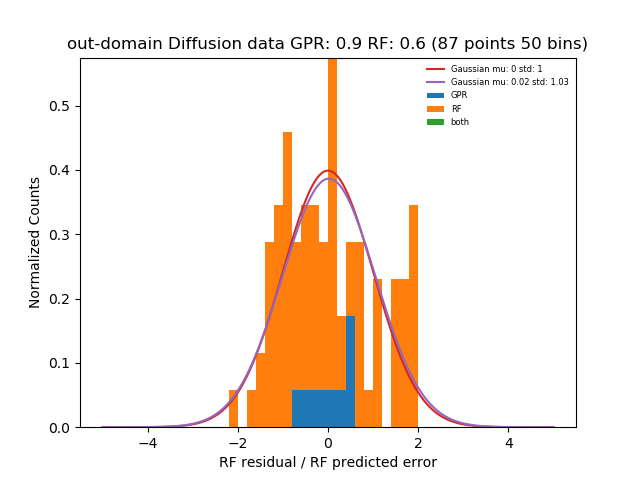 out-domain Diffusion data GPR: 0.9 RF: 0.6 (87 points 50 bins)
Gaussian mu: 0 std: 1
Gaussian mu: 0.02 std: 1.03
GPR
RF
both
Normalized Counts
0.5
0.4
0.3
0.2
0.1
0.0
−4 −2 0 2 4
RF residual / RF predicted error